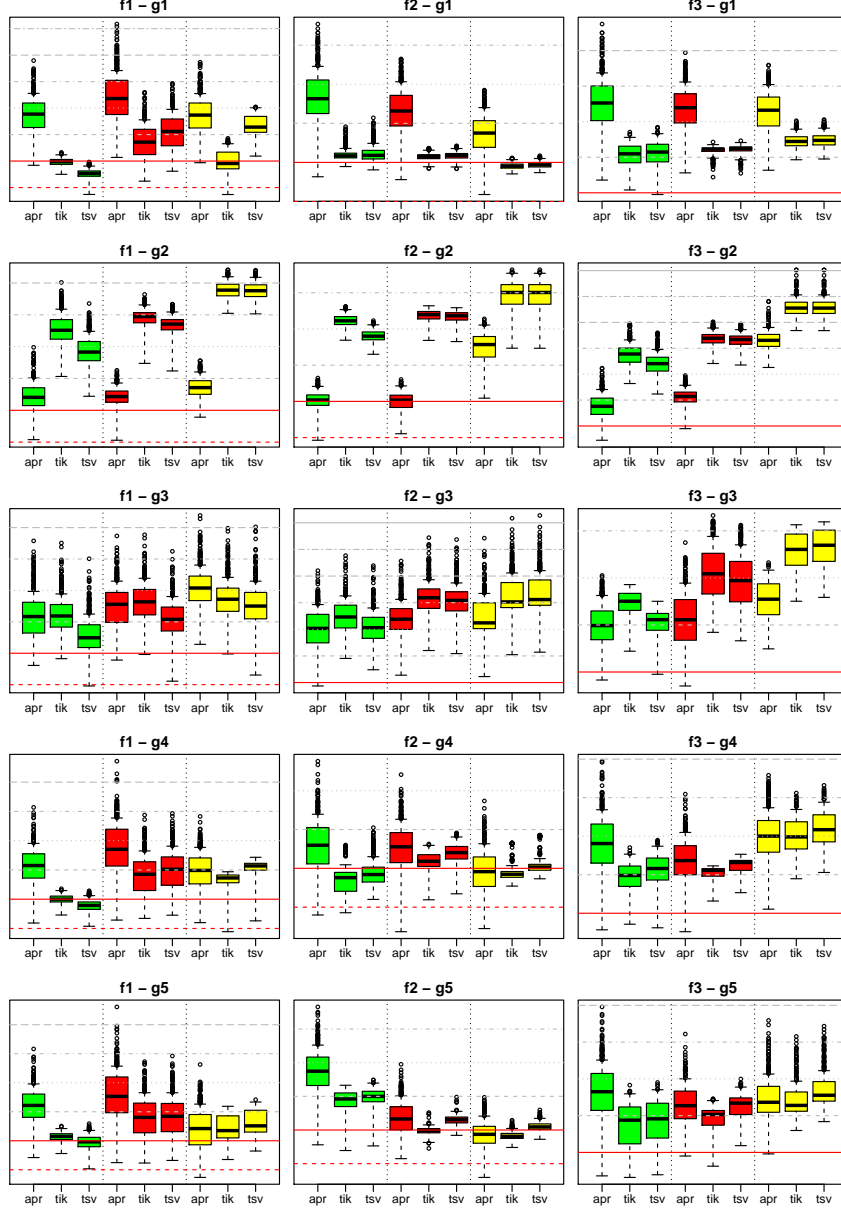 f1 – g1 f2 – g1 f3 – g1
apr tik tsv apr tik tsv apr tik tsv apr tik tsv apr tik tsv apr tik tsv apr tik tsv apr tik tsv apr tik tsv
f1 – g2 f2 – g2 f3 – g2
apr tik tsv apr tik tsv apr tik tsv apr tik tsv apr tik tsv apr tik tsv apr tik tsv apr tik tsv apr tik tsv
f1 – g3 f2 – g3 f3 – g3
apr tik tsv apr tik tsv apr tik tsv apr tik tsv apr tik tsv apr tik tsv apr tik tsv apr tik tsv apr tik tsv
f1 – g4 f2 – g4 f3 – g4
apr tik tsv apr tik tsv apr tik tsv apr tik tsv apr tik tsv apr tik tsv apr tik tsv apr tik tsv apr tik tsv
f1 – g5 f2 – g5 f3 – g5
apr tik tsv apr tik tsv apr tik tsv apr tik tsv apr tik tsv apr tik tsv apr tik tsv apr tik tsv apr tik tsv